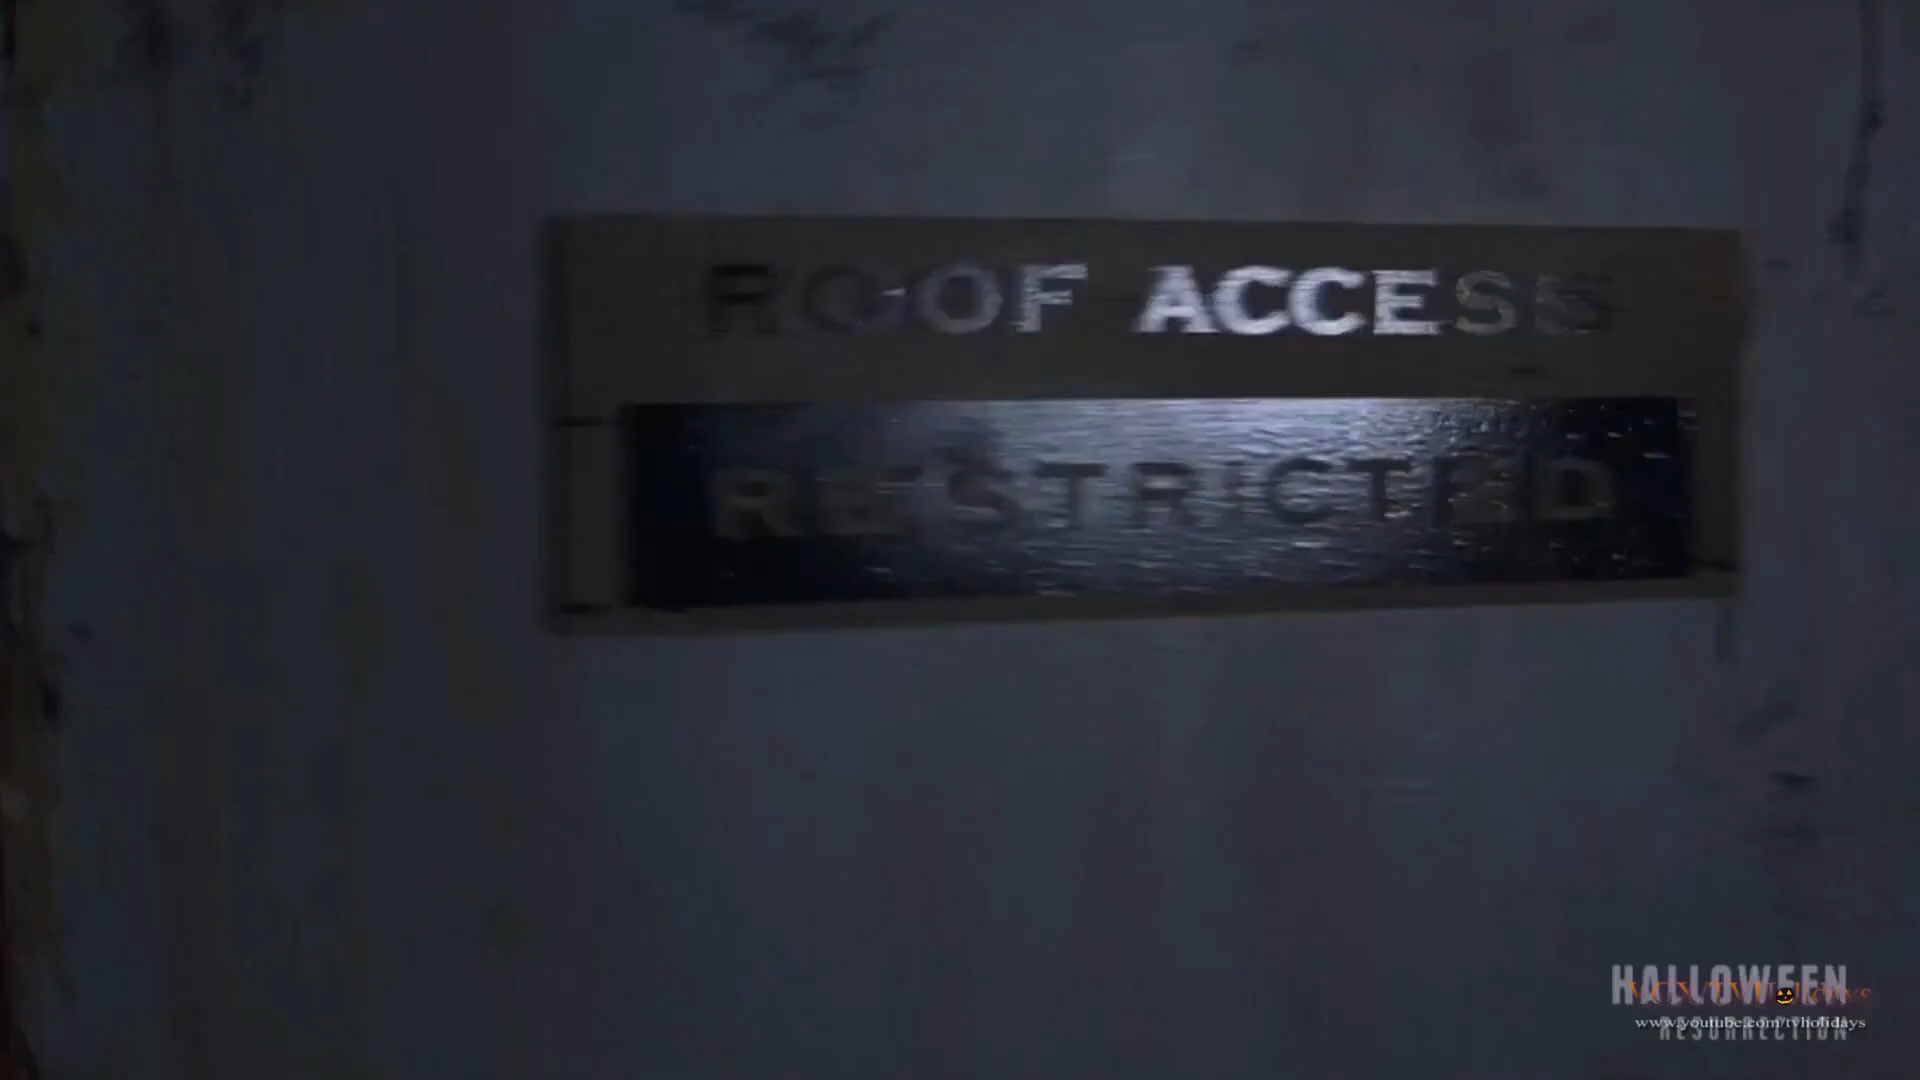 ROOF ACCESS
RESTRICTED
HALLOWEEN
www.youtube.com/tvholidays
RESURRECTION